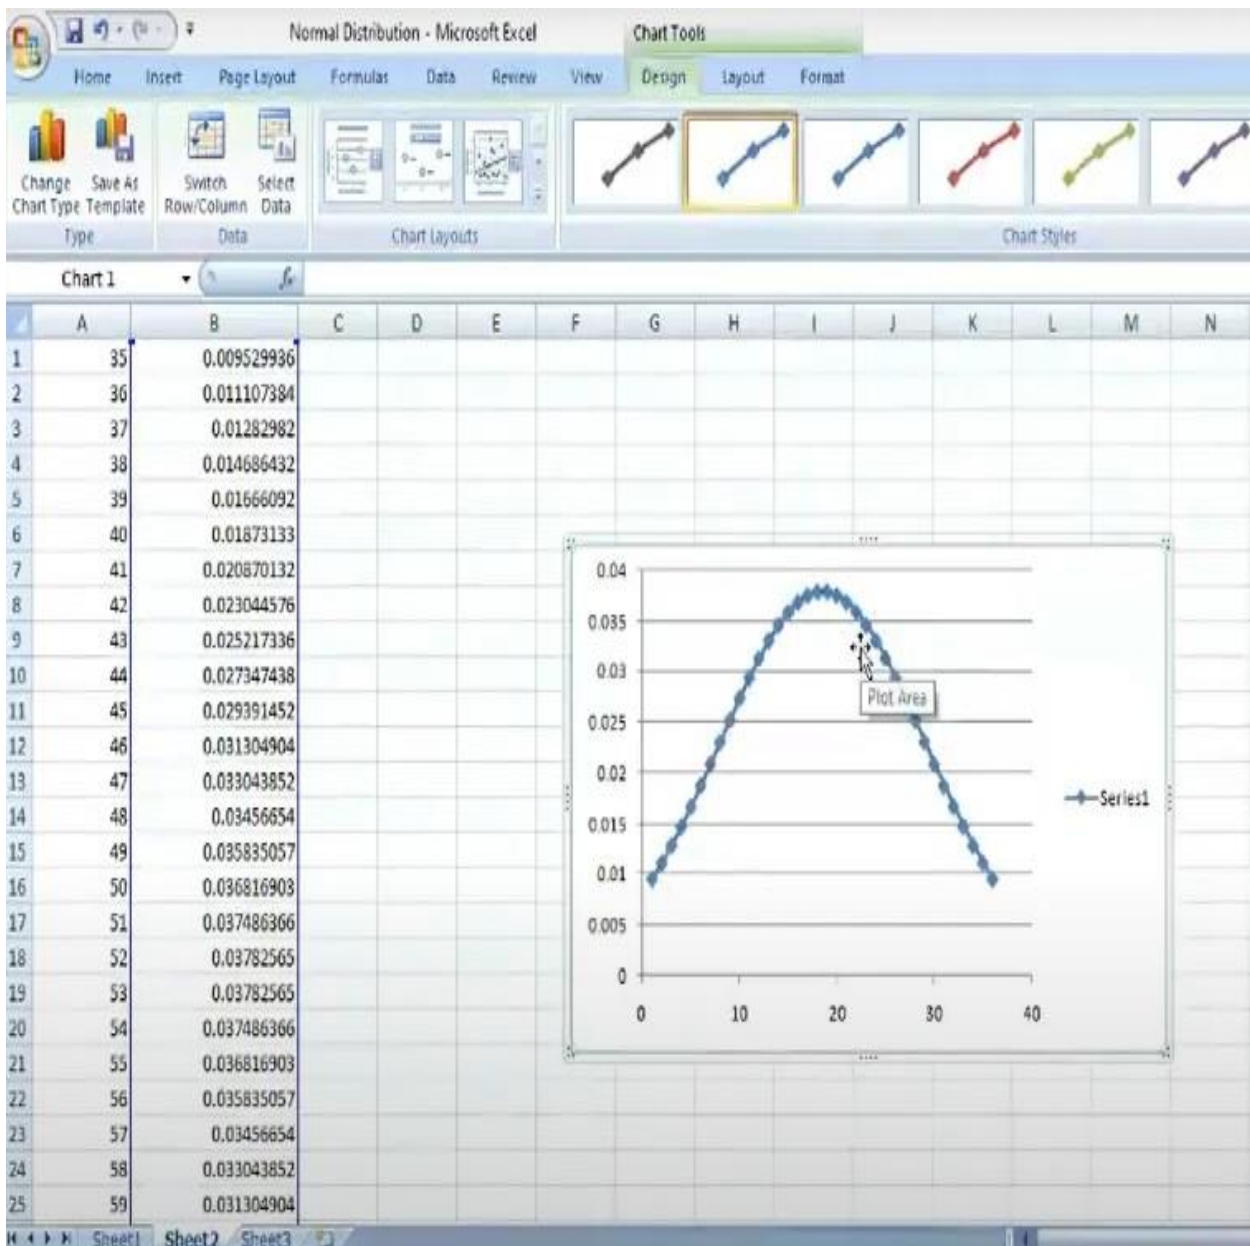 Normal Distribution - Microsoft Excel Chart Tools
Home Insert Page Layout Formulas Data Review View Design Layout Format
Change Chart Type Save As Template Switch Row/Column Select Data
Type Data Chart Layouts Chart Styles
Chart 1 fx
A B C D E F G H I J K L M N
1 35 0.009529936
2 36 0.011107384
3 37 0.01282982
4 38 0.014686432
5 39 0.01666092
6 40 0.01873133
7 41 0.020870132
8 42 0.023044576
9 43 0.025217336
10 44 0.027347438
11 45 0.029391452
12 46 0.031304904
13 47 0.033043852
14 48 0.03456654
15 49 0.035835057
16 50 0.036816903
17 51 0.037486366
18 52 0.03782565
19 53 0.03782565
20 54 0.037486366
21 55 0.036816903
22 56 0.035835057
23 57 0.03456654
24 58 0.033043852
25 59 0.031304904
0.04
0.035
0.03
Plot Area
0.025
0.02
Series1
0.015
0.01
0.005
0
0 10 20 30 40
Sheet1 Sheet2 Sheet3